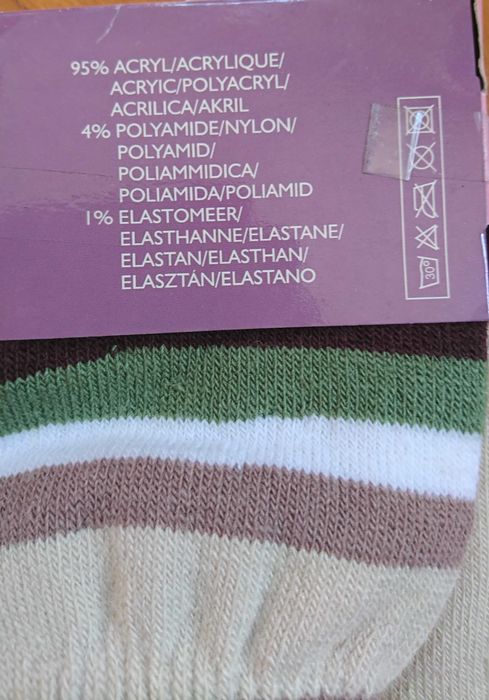 95% ACRYL/ACRYLIQUE/
ACRYIC/POLYACRYL/
ACRILICA/AKRIL
4% POLYAMIDE/NYLON/
POLYAMID/
POLIAMMIDICA/
POLIAMIDA/POLIAMID
1% ELASTOMEER/
ELASTHANNE/ELASTANE/
ELASTAN/ELASTHAN/
ELASZTÁN/ELASTANO
30°